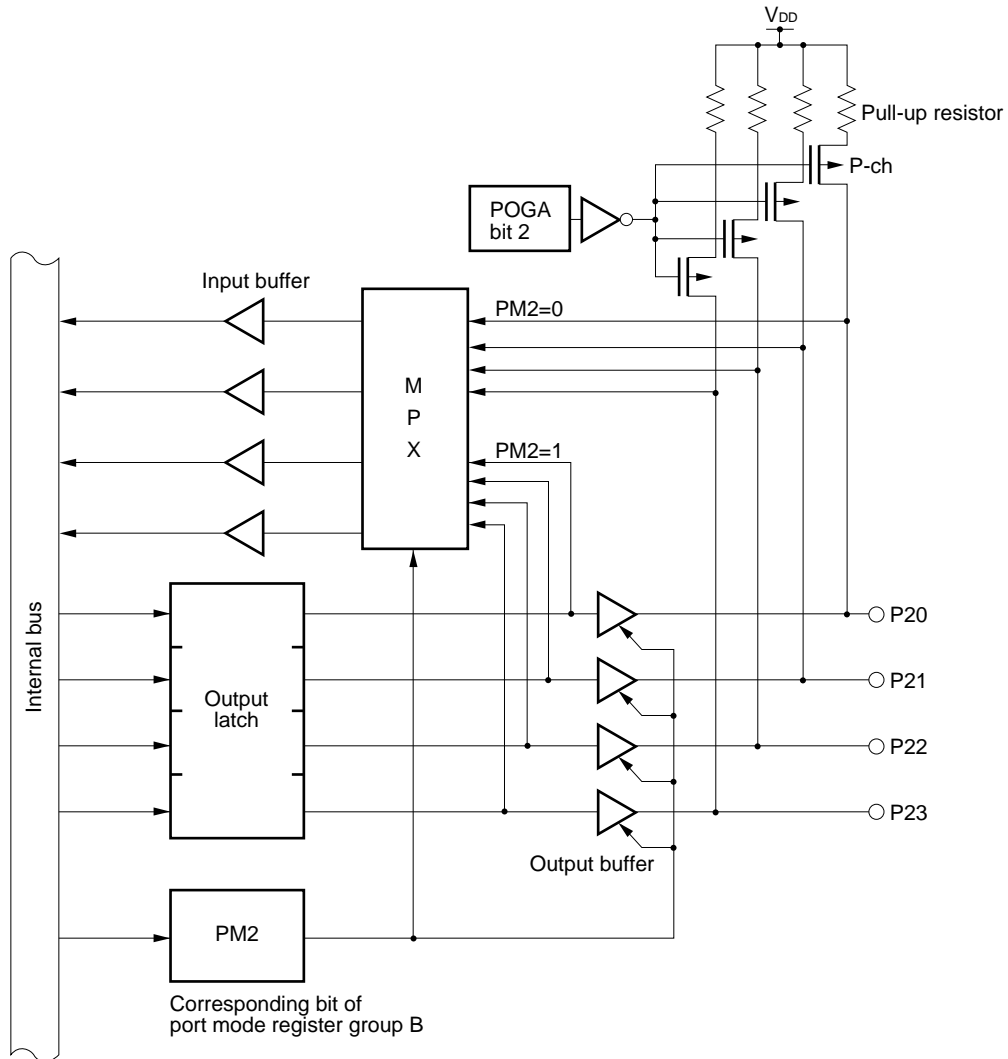 VDD
Pull-up resistor
P-ch
POGA
bit 2
Input buffer
PM2=0
M
P
X
PM2=1
Internal bus
Output
latch
P20
P21
P22
P23
Output buffer
PM2
Corresponding bit of
port mode register group B